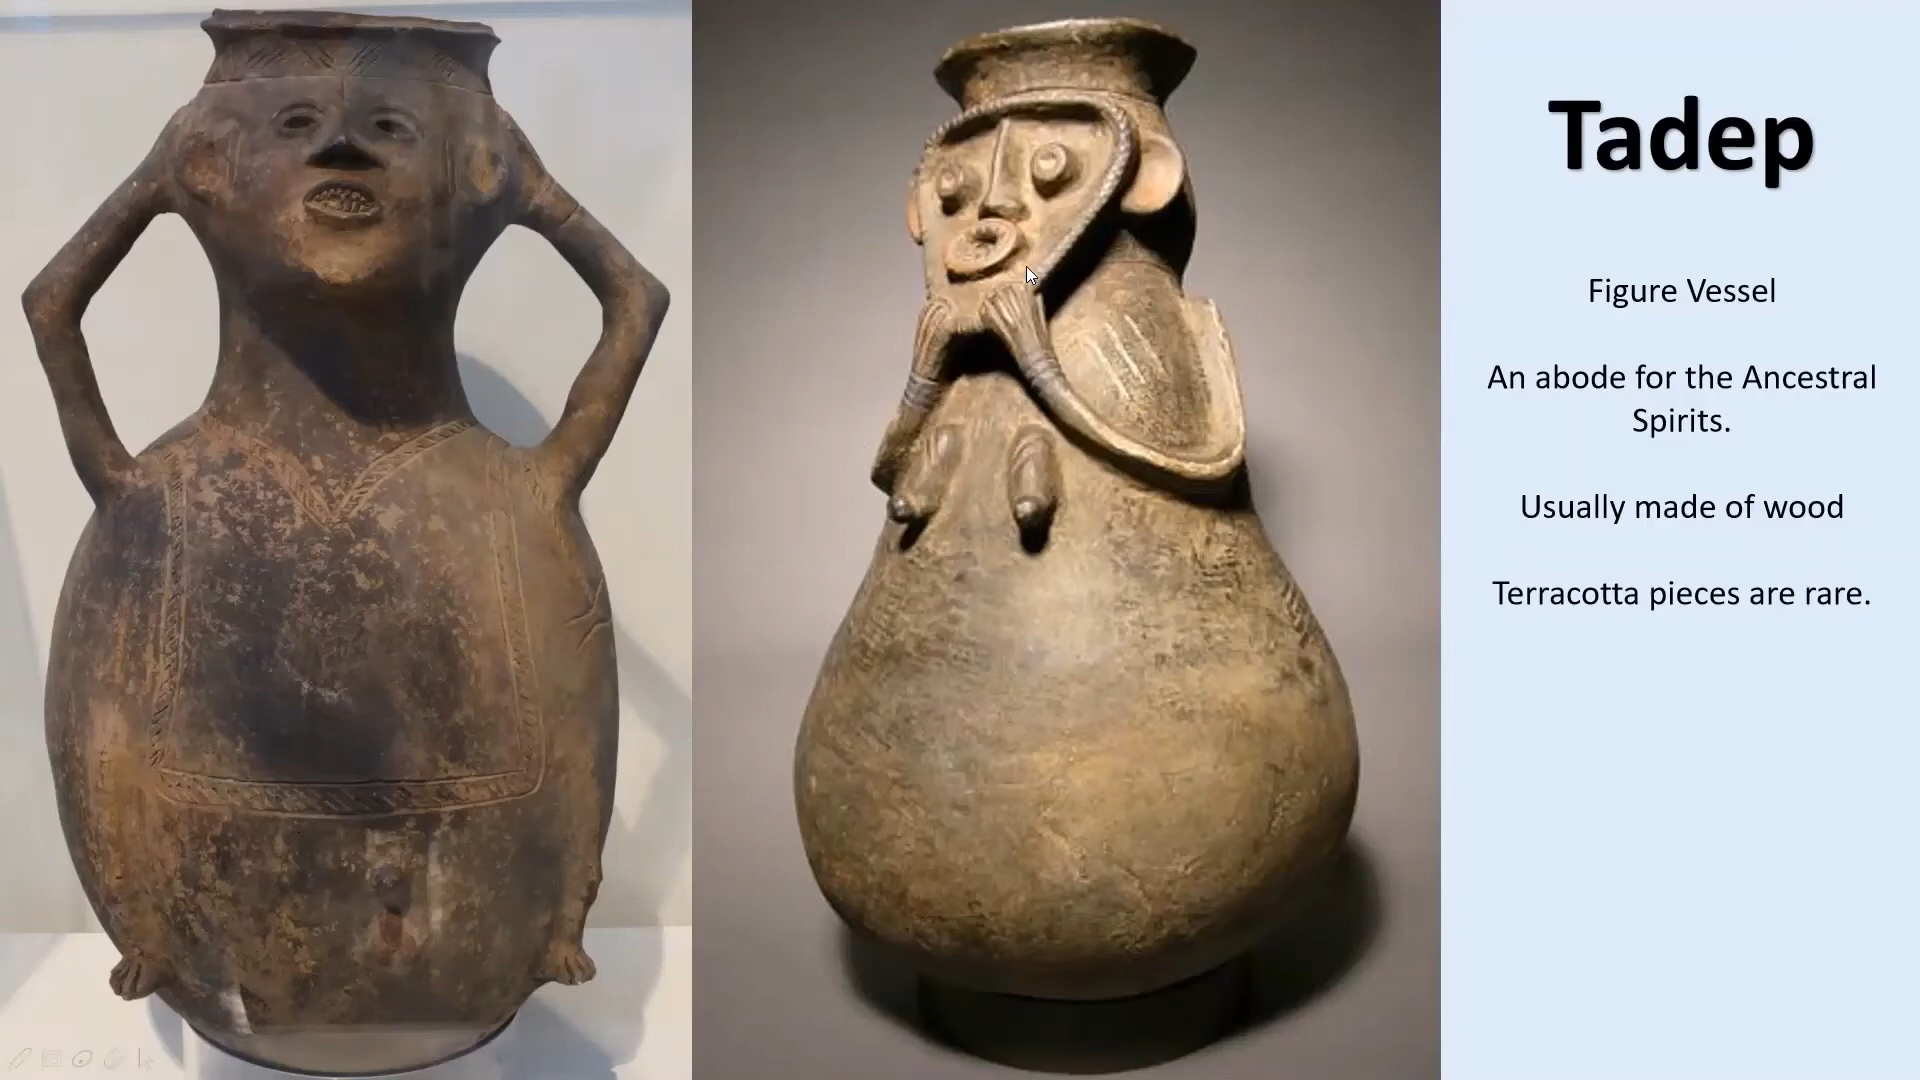 Tadep
Figure Vessel
An abode for the Ancestral
Spirits.
Usually made of wood
Terracotta pieces are rare.